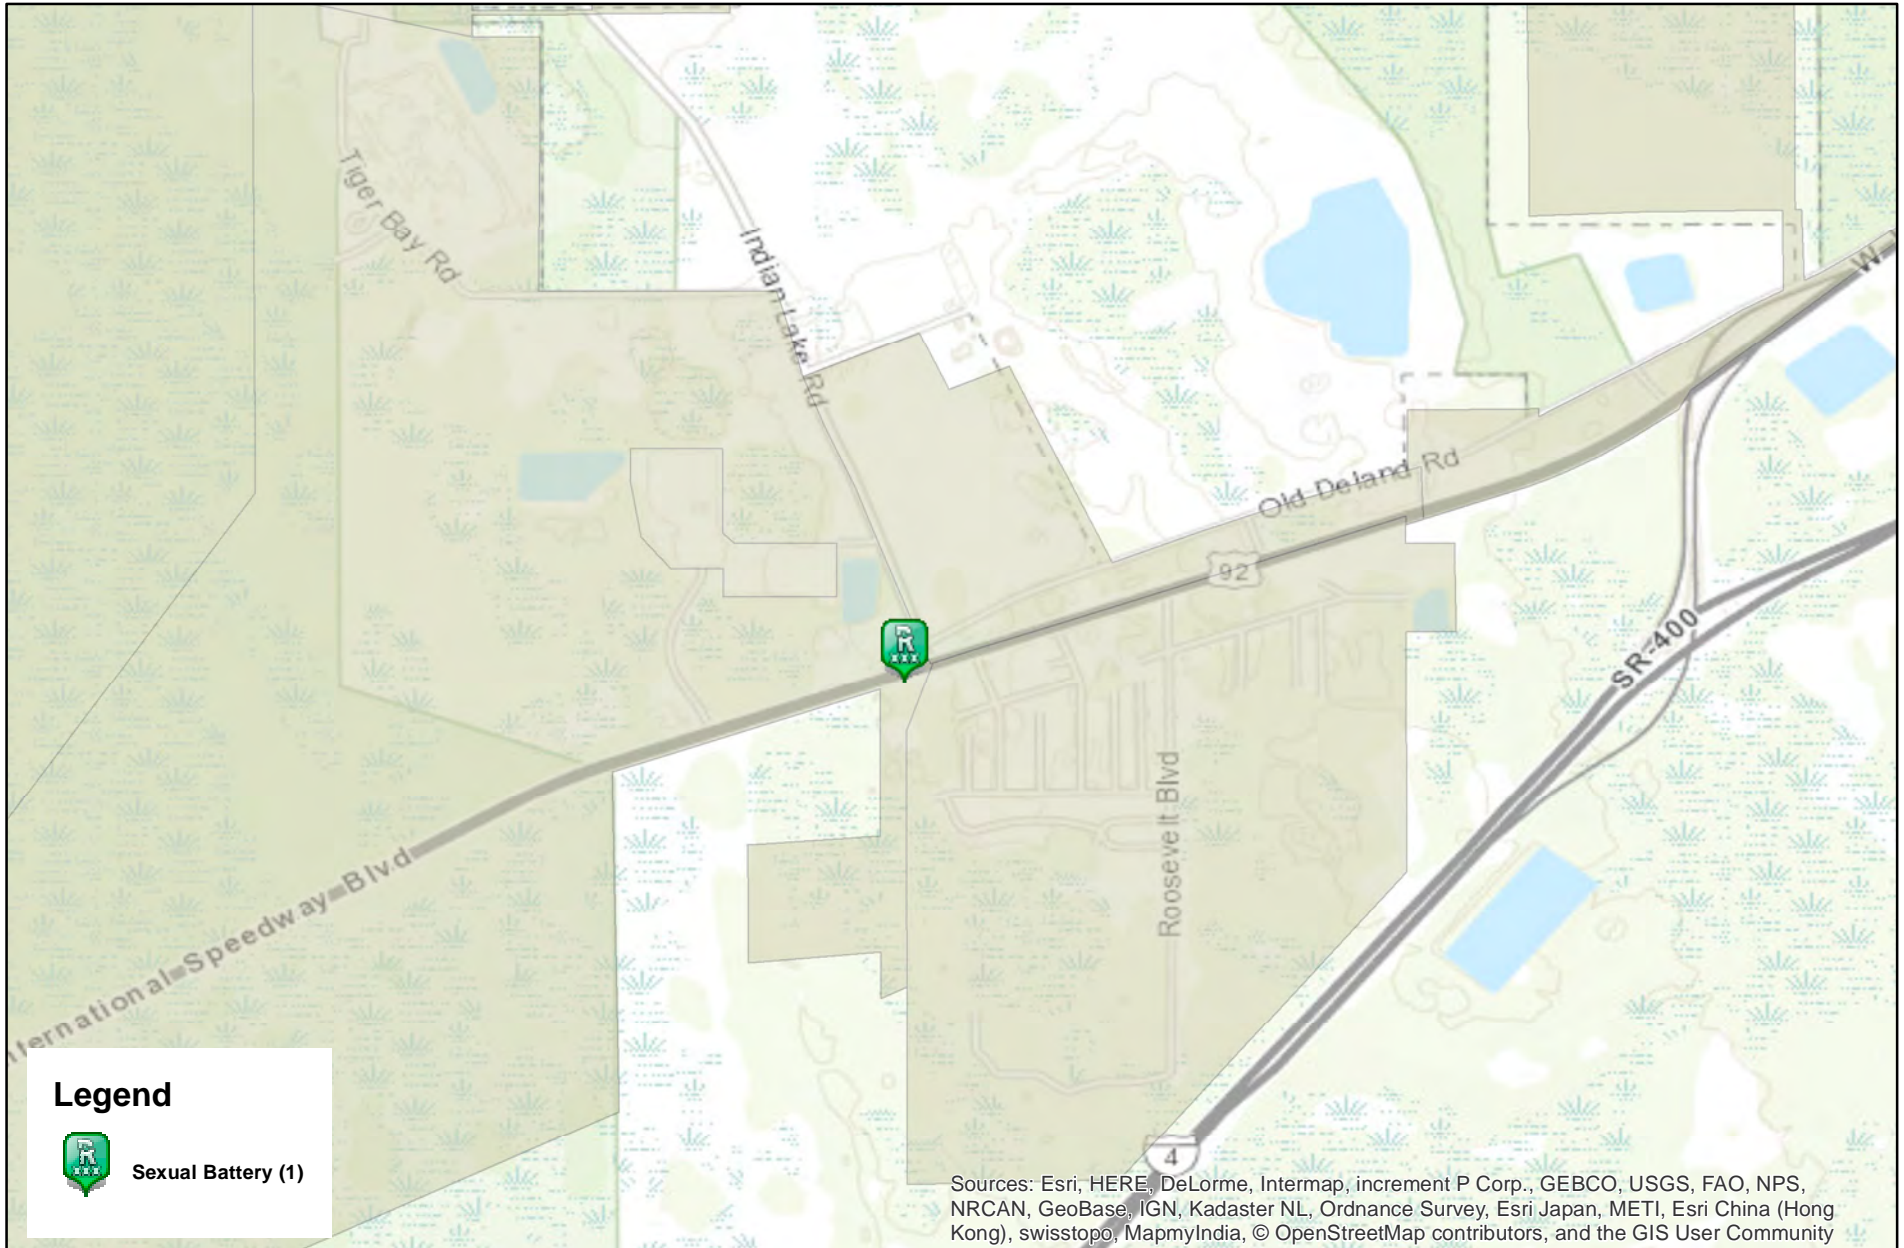 Tiger Bay Rd
Indian Lake Rd
W
Old Deland Rd
92
SR-400
R
xxx
Roosevelt Blvd
Speedway Blvd
4
Legend
R
xxx
Sexual Battery (1)
Sources: Esri, HERE, DeLorme, Intermap, increment P Corp., GEBCO, USGS, FAO, NPS,
NRCAN, GeoBase, IGN, Kadaster NL, Ordnance Survey, Esri Japan, METI, Esri China (Hong
Kong), swisstopo, MapmyIndia, © OpenStreetMap contributors, and the GIS User Community